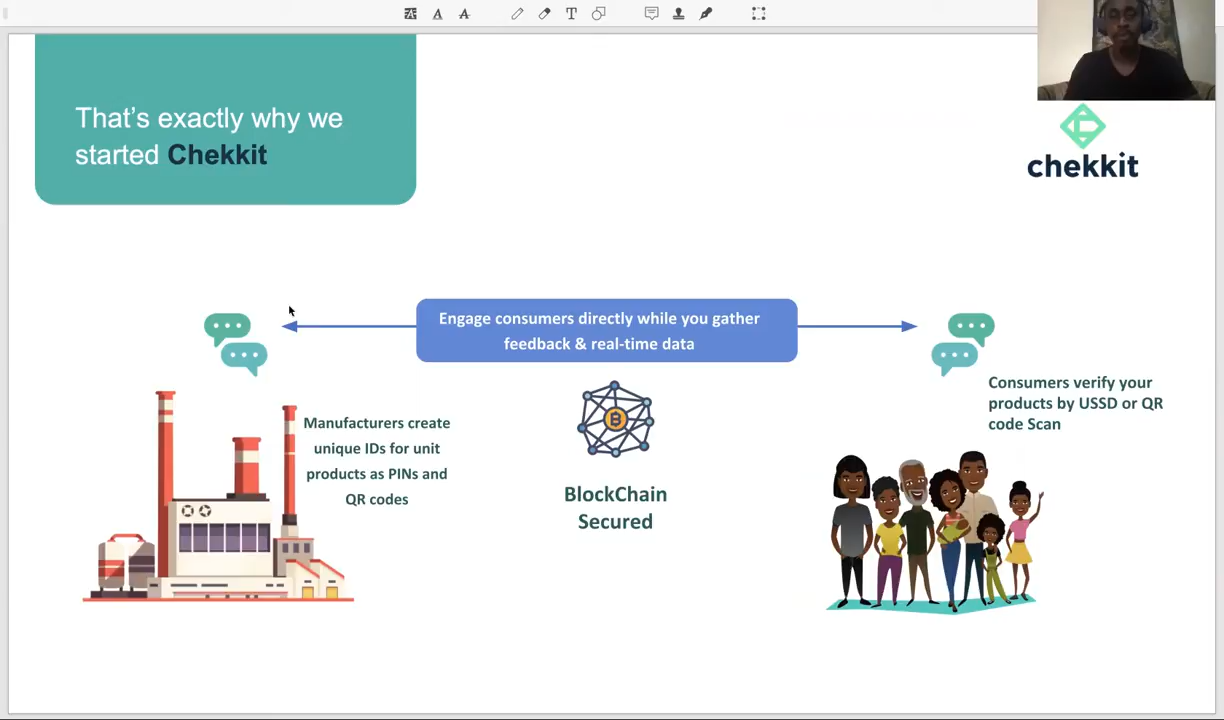 That's exactly why we
started Chekkit
chekkit
Engage consumers directly while you gather
feedback & real-time data
Manufacturers create
unique IDs for unit
products as PINs and
QR codes
BlockChain
Secured
Consumers verify your
products by USSD or QR
code Scan